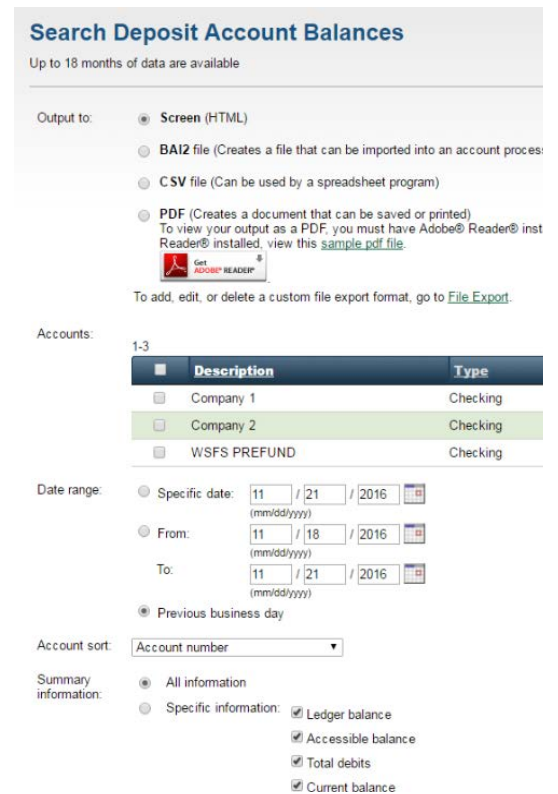 Search Deposit Account Balances
Up to 18 months of data are available
Output to:
Screen (HTML)
BAI2 file (Creates a file that can be imported into an account process
CSV file (Can be used by a spreadsheet program)
PDF (Creates a document that can be saved or printed)
To view your output as a PDF, you must have Adobe® Reader® inst
Reader® installed, view this sample pdf file.
Get
ADOBE® READER®
To add, edit, or delete a custom file export format, go to File Export.
Accounts:
1-3
Description Type
Company 1 Checking
Company 2 Checking
WSFS PREFUND Checking
Date range:
Specific date: 11 / 21 / 2016
(mm/dd/yyyy)
From: 11 / 18 / 2016
(mm/dd/yyyy)
To: 11 / 21 / 2016
(mm/dd/yyyy)
Previous business day
Account sort: Account number
Summary information:
All information
Specific information:
Ledger balance
Accessible balance
Total debits
Current balance